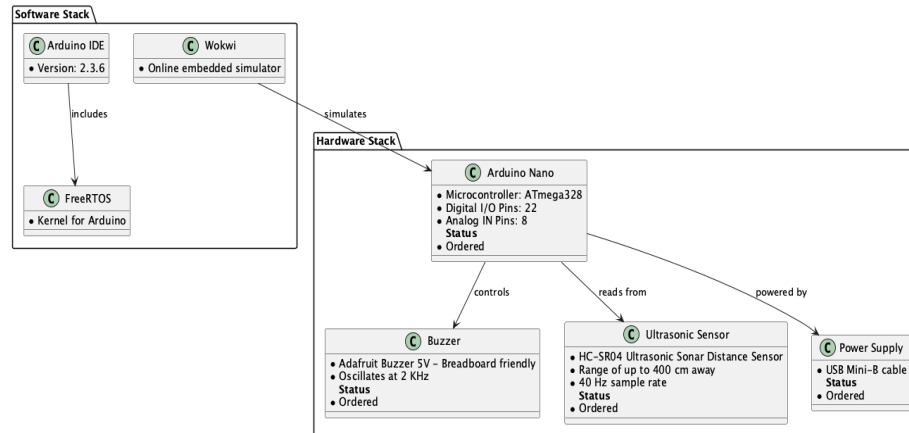 Software Stack
C Arduino IDE
• Version: 2.3.6
C Wokwi
• Online embedded simulator
includes
simulates
C FreeRTOS
• Kernel for Arduino
Hardware Stack
C Arduino Nano
• Microcontroller: ATmega328
• Digital I/O Pins: 22
• Analog IN Pins: 8
Status
• Ordered
controls
reads from
powered by
C Buzzer
• Adafruit Buzzer 5V – Breadboard friendly
• Oscillates at 2 KHz
Status
• Ordered
C Ultrasonic Sensor
• HC-SR04 Ultrasonic Sonar Distance Sensor
• Range of up to 400 cm away
• 40 Hz sample rate
Status
• Ordered
C Power Supply
• USB Mini-B cable
Status
• Ordered